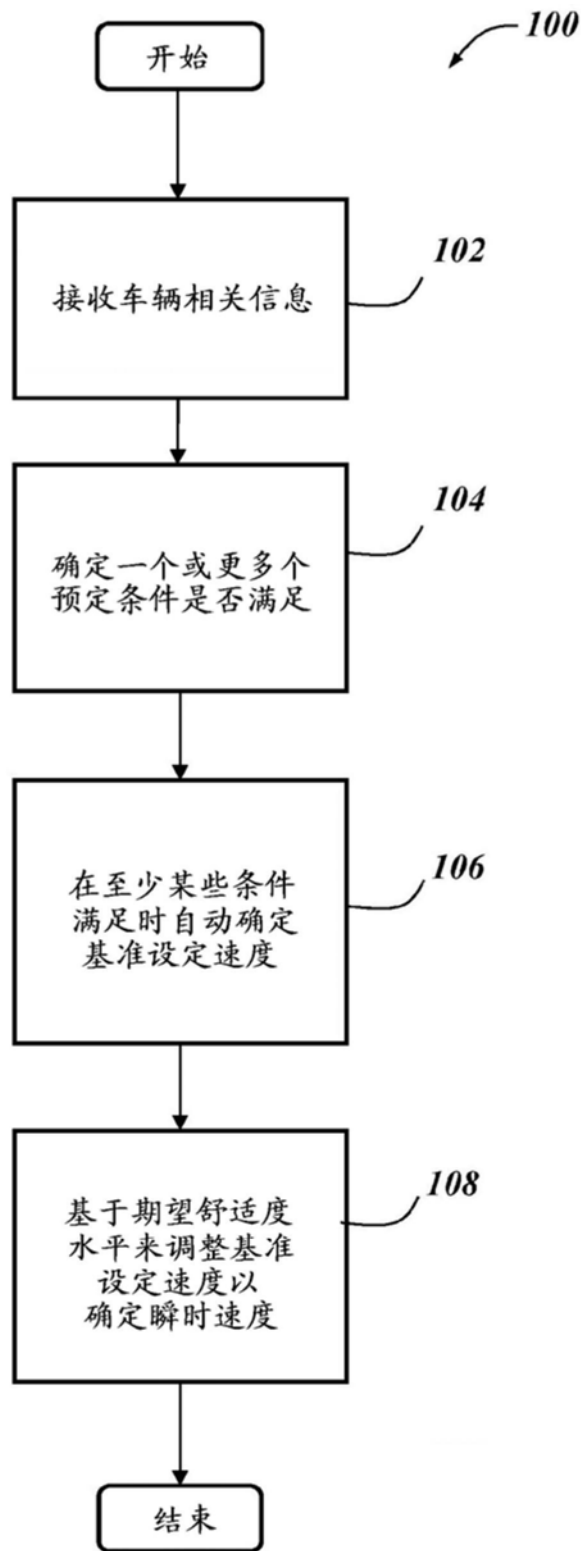 开始
100
接收车辆相关信息
102
104
确定一个或更多个
预定条件是否满足
106
在至少某些条件
满足时自动确定
基准设定速度
108
基于期望舒适度
水平来调整基准
设定速度以
确定瞬时速度
结束